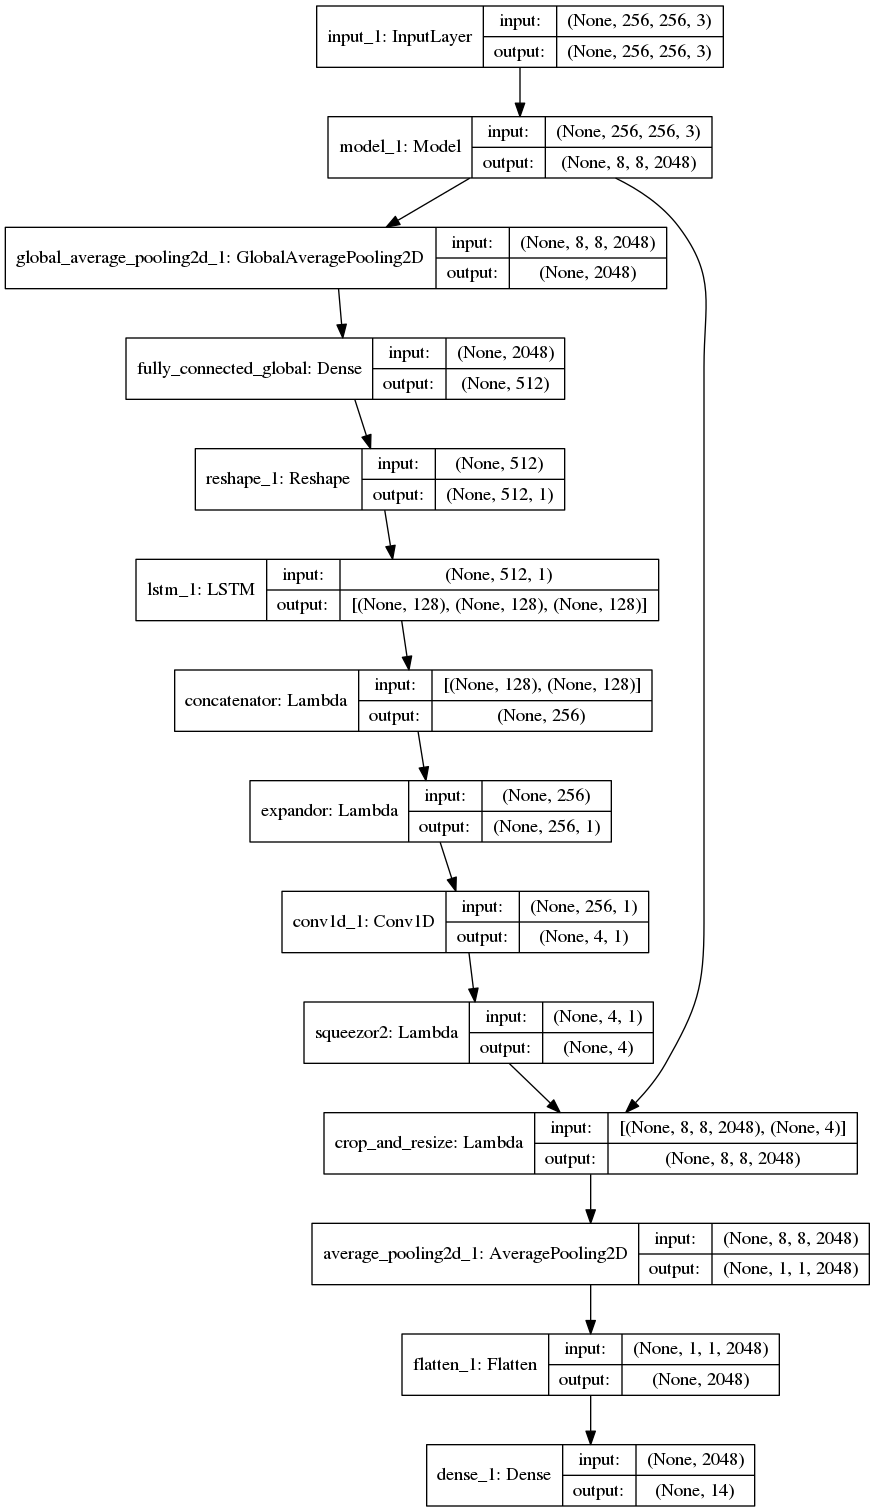 input_1: InputLayer
input: (None, 256, 256, 3)
output: (None, 256, 256, 3)
model_1: Model
input: (None, 256, 256, 3)
output: (None, 8, 8, 2048)
global_average_pooling2d_1: GlobalAveragePooling2D
input: (None, 8, 8, 2048)
output: (None, 2048)
fully_connected_global: Dense
input: (None, 2048)
output: (None, 512)
reshape_1: Reshape
input: (None, 512)
output: (None, 512, 1)
lstm_1: LSTM
input: (None, 512, 1)
output: [(None, 128), (None, 128), (None, 128)]
concatenator: Lambda
input: [(None, 128), (None, 128)]
output: (None, 256)
expandor: Lambda
input: (None, 256)
output: (None, 256, 1)
conv1d_1: Conv1D
input: (None, 256, 1)
output: (None, 4, 1)
squeezor2: Lambda
input: (None, 4, 1)
output: (None, 4)
crop_and_resize: Lambda
input: [(None, 8, 8, 2048), (None, 4)]
output: (None, 8, 8, 2048)
average_pooling2d_1: AveragePooling2D
input: (None, 8, 8, 2048)
output: (None, 1, 1, 2048)
flatten_1: Flatten
input: (None, 1, 1, 2048)
output: (None, 2048)
dense_1: Dense
input: (None, 2048)
output: (None, 14)